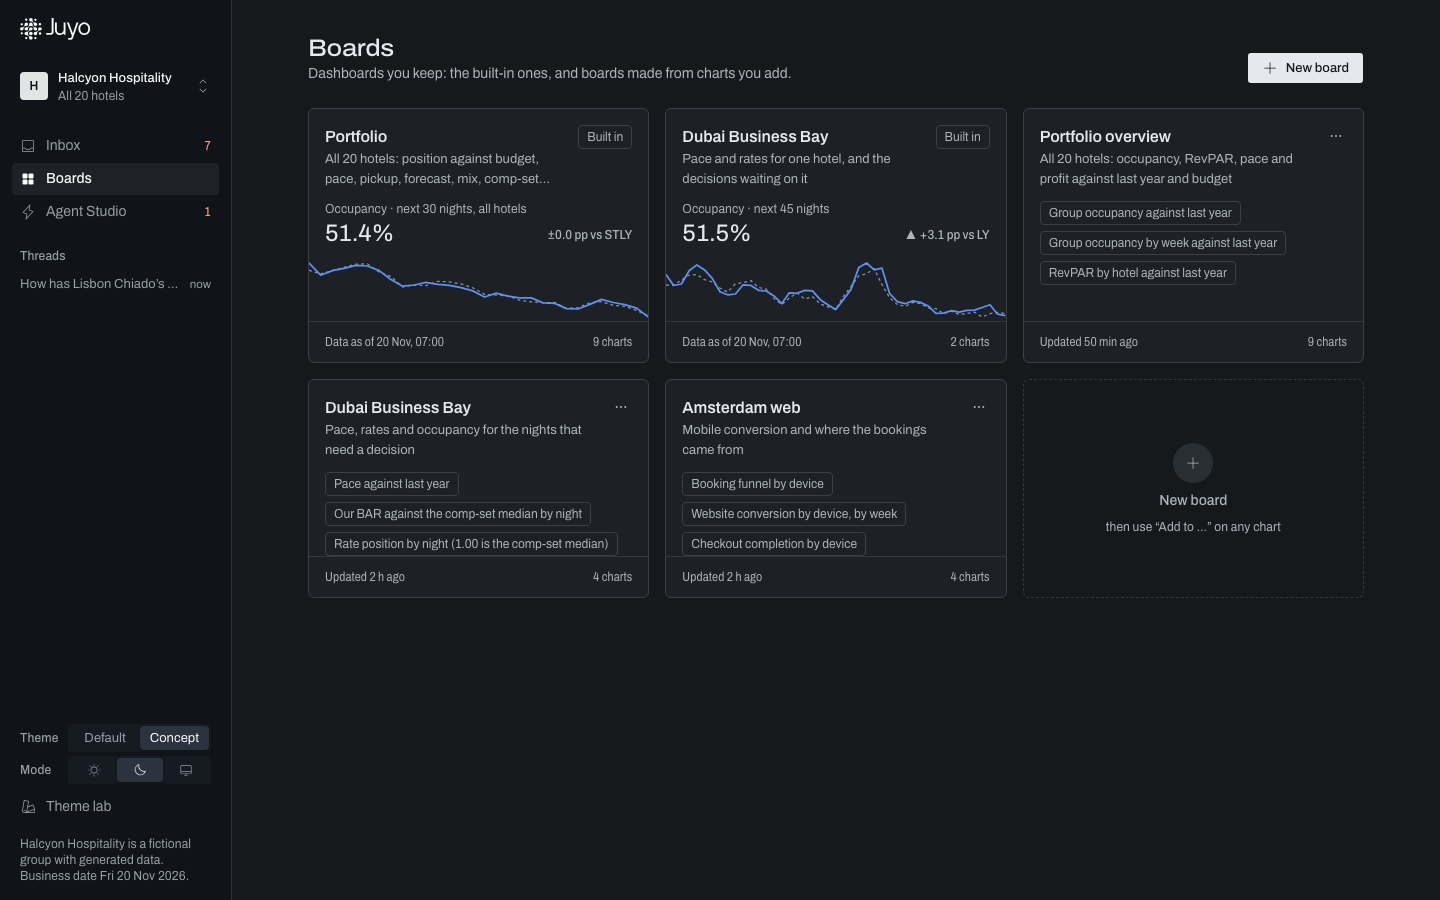 Juyo
H
Halcyon Hospitality
All 20 hotels
Inbox
7
Boards
Agent Studio
1
Threads
How has Lisbon Chiado’s ...
now
Theme
Default
Concept
Mode
Theme lab
Halcyon Hospitality is a fictional
group with generated data.
Business date Fri 20 Nov 2026.
Boards
Dashboards you keep: the built-in ones, and boards made from charts you add.
New board
Portfolio
Built in
All 20 hotels: position against budget,
pace, pickup, forecast, mix, comp-set...
Occupancy · next 30 nights, all hotels
51.4%
±0.0 pp vs STLY
Data as of 20 Nov, 07:00
9 charts
Dubai Business Bay
Built in
Pace and rates for one hotel, and the
decisions waiting on it
Occupancy · next 45 nights
51.5%
▲ +3.1 pp vs LY
Data as of 20 Nov, 07:00
2 charts
Portfolio overview
...
All 20 hotels: occupancy, RevPAR, pace and
profit against last year and budget
Group occupancy against last year
Group occupancy by week against last year
RevPAR by hotel against last year
Updated 50 min ago
9 charts
Dubai Business Bay
...
Pace, rates and occupancy for the nights that
need a decision
Pace against last year
Our BAR against the comp-set median by night
Rate position by night (1.00 is the comp-set median)
Updated 2 h ago
4 charts
Amsterdam web
...
Mobile conversion and where the bookings
came from
Booking funnel by device
Website conversion by device, by week
Checkout completion by device
Updated 2 h ago
4 charts
New board
then use “Add to ...” on any chart